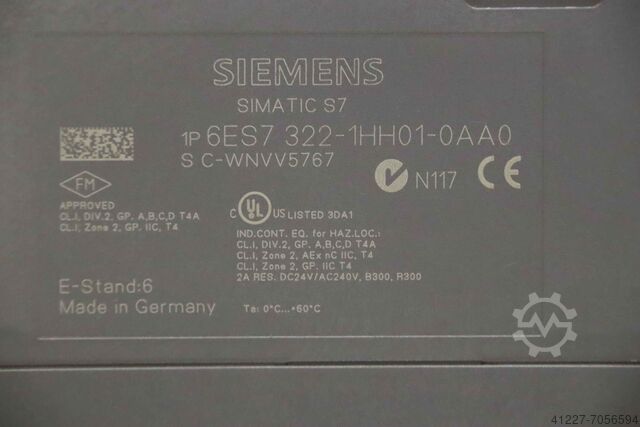 SIEMENS
SIMATIC S7
1P 6ES7 322-1HH01-0AA0
S C-WNVV5767
N117
FM
APPROVED
CL.I, DIV.2, GP. A,B,C,D T4A
CL.I, Zone 2, GP. IIC, T4
C UL US LISTED 3DA1
IND.CONT. EQ. for HAZ.LOC.:
CL.I, DIV.2, GP. A,B,C,D T4A
CL.I, Zone 2, AEx nC IIC, T4
CL.I, Zone 2, GP. IIC T4
2A RES. DC24V/AC240V, B300, R300
E-Stand:6
Made in Germany
Ta: 0°C...+60°C
41227-7056594